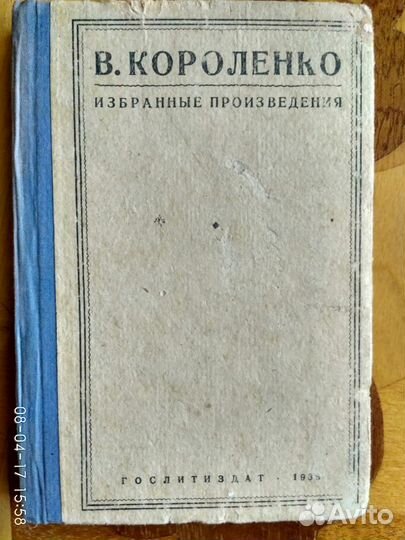 В. КОРОЛЕНКО
ИЗБРАННЫЕ ПРОИЗВЕДЕНИЯ
ГОСЛИТИЗДАТ
08-04-17 15:58
Avito